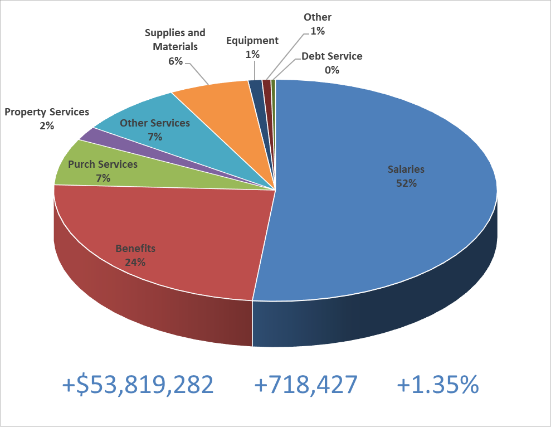 Other
1%
Supplies and
Materials
6%
Equipment
1%
Debt Service
0%
Property Services
2%
Other Services
7%
Purch Services
7%
Salaries
52%
Benefits
24%
+$53,819,282 +718,427 +1.35%